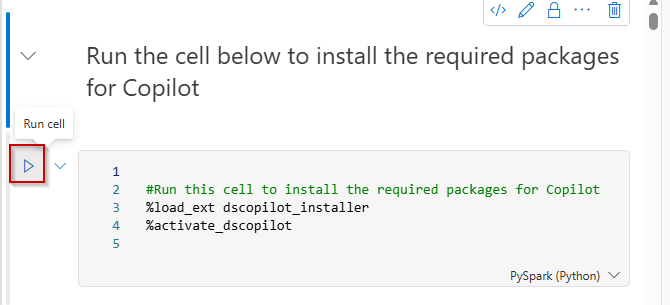 Run the cell below to install the required packages
for Copilot
Run cell
1
2 #Run this cell to install the required packages for Copilot
3 %load_ext dscopilot_installer
4 %activate_dscopilot
5
PySpark (Python)